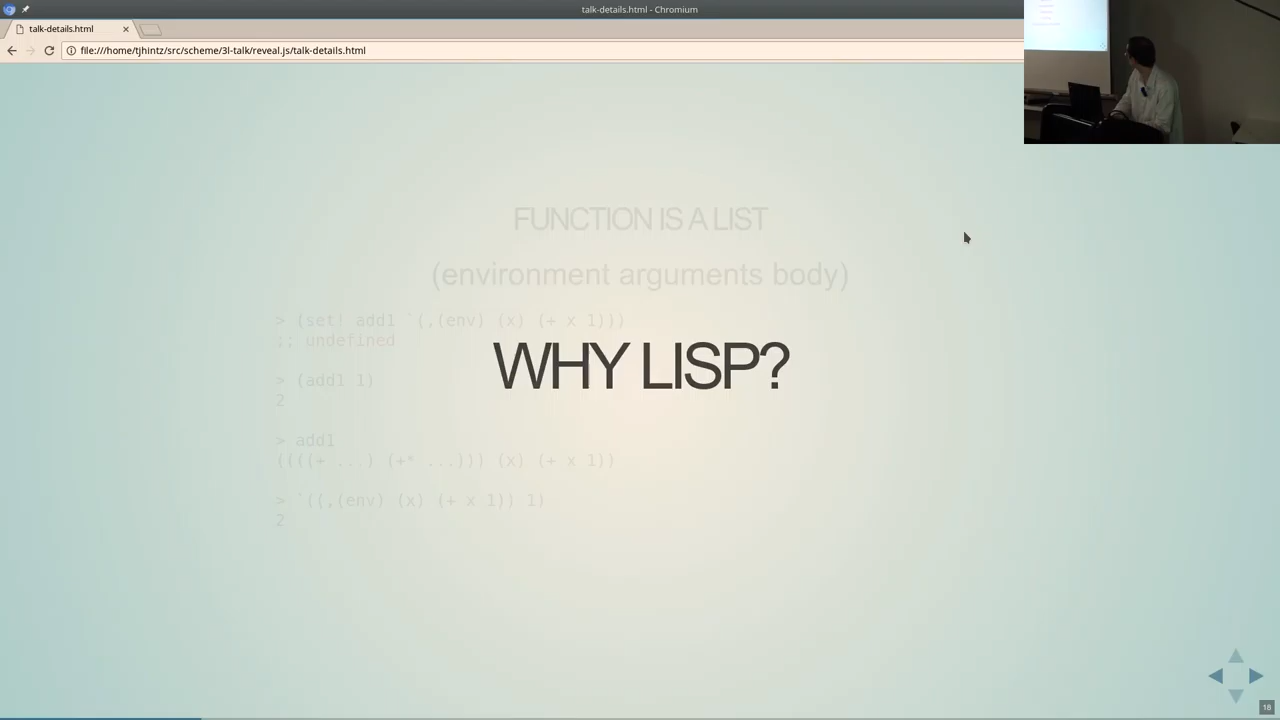 talk-details.html - Chromium
talk-details.html
file:///home/tjhintz/src/scheme/3l-talk/reveal.js/talk-details.html
FUNCTION IS A LIST
(environment arguments body)
> (set! add1 `(,(env) (x) (+ x 1)))
;; undefined
WHY LISP?
> (add1 1)
2
> add1
((((+ ...) (+* ...))) (x) (+ x 1))
> `((,(env) (x) (+ x 1)) 1)
2
18